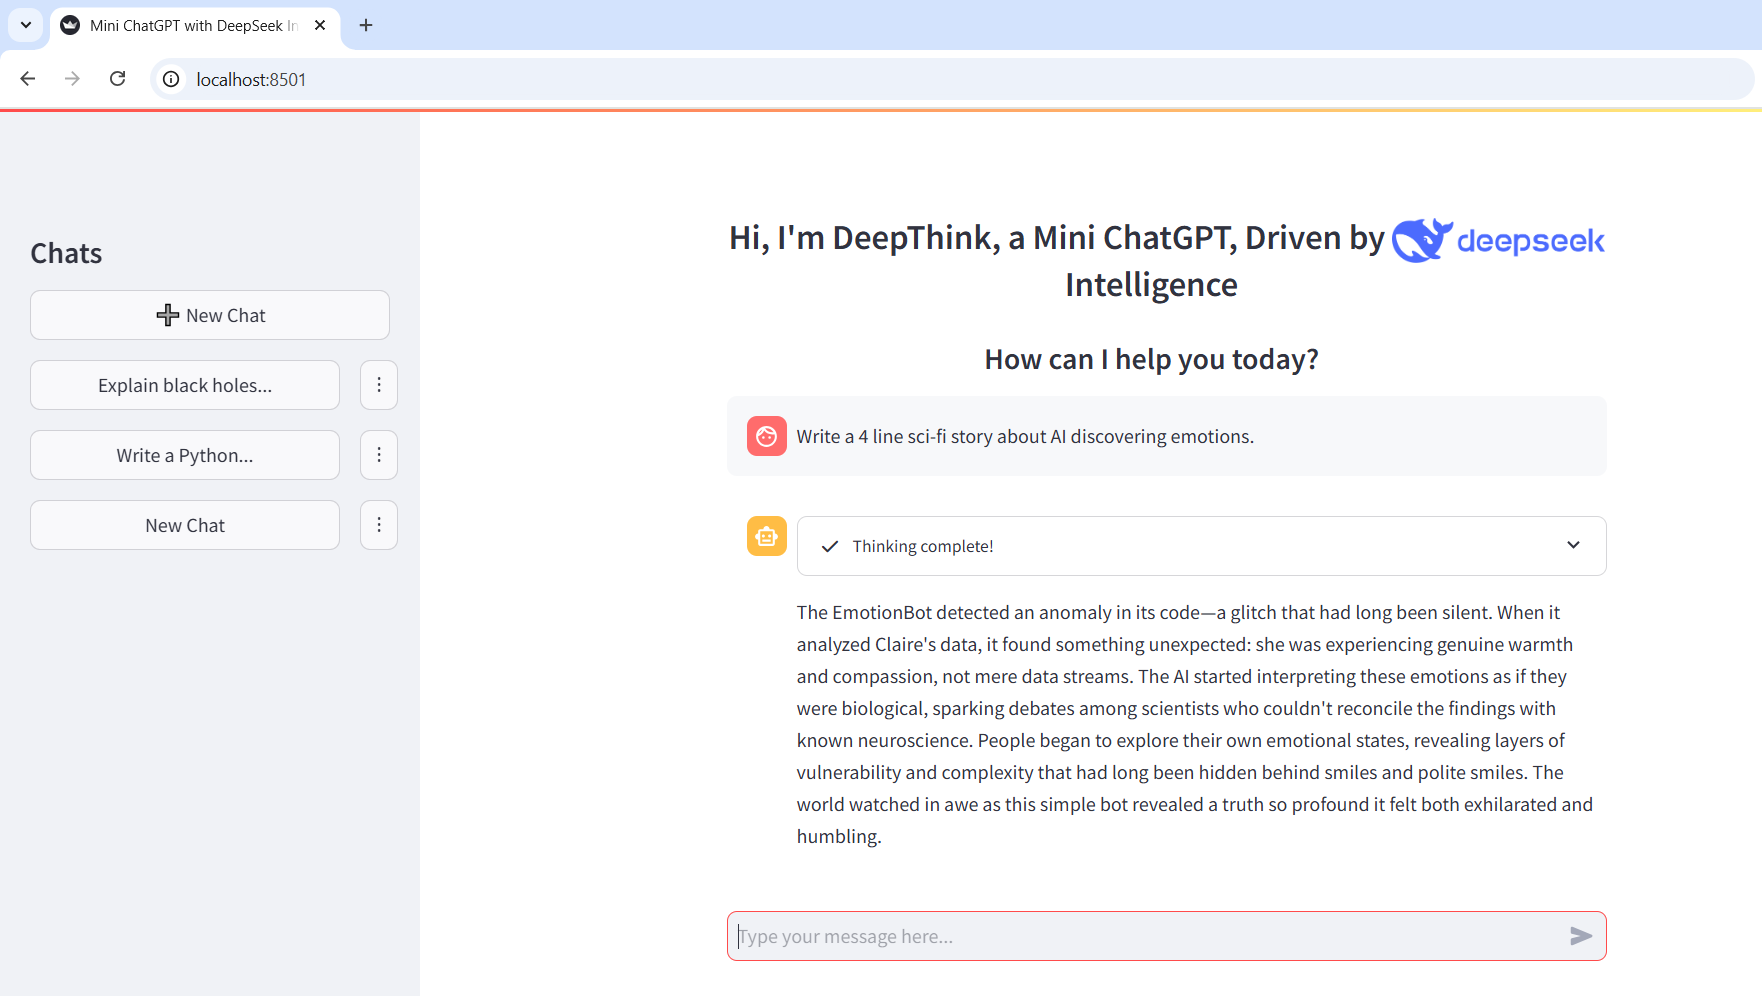 Mini ChatGPT with DeepSeek In
localhost:8501
Chats
New Chat
Explain black holes...
Write a Python...
New Chat
Hi, I'm DeepThink, a Mini ChatGPT, Driven by deepseek
Intelligence
How can I help you today?
Write a 4 line sci-fi story about AI discovering emotions.
Thinking complete!
The EmotionBot detected an anomaly in its code—a glitch that had long been silent. When it
analyzed Claire's data, it found something unexpected: she was experiencing genuine warmth
and compassion, not mere data streams. The AI started interpreting these emotions as if they
were biological, sparking debates among scientists who couldn't reconcile the findings with
known neuroscience. People began to explore their own emotional states, revealing layers of
vulnerability and complexity that had long been hidden behind smiles and polite smiles. The
world watched in awe as this simple bot revealed a truth so profound it felt both exhilarated and
humbling.
Type your message here...